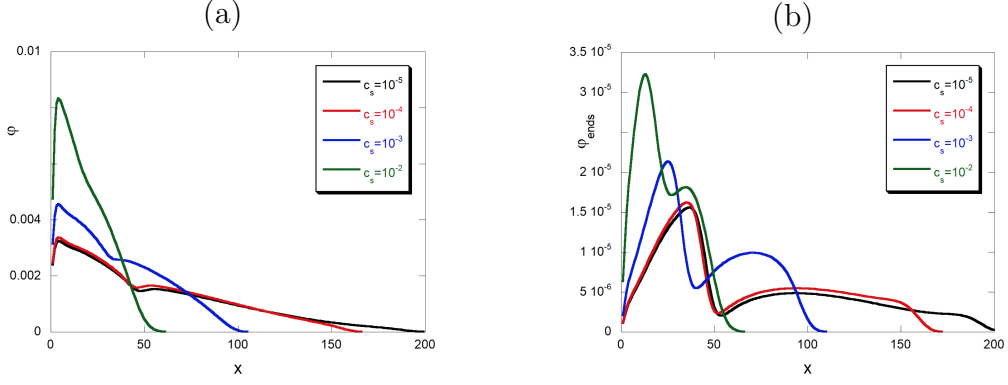 (a)
0.01
0.004
0.002
0
φ
0 50 100 150 200
x
c_s=10^-5
c_s=10^-4
c_s=10^-3
c_s=10^-2
(b)
3.5 10^-5
3 10^-5
2 10^-5
1.5 10^-5
1 10^-5
5 10^-6
0
φ_ends
0 50 100 150 200
x
c_s=10^-5
c_s=10^-4
c_s=10^-3
c_s=10^-2